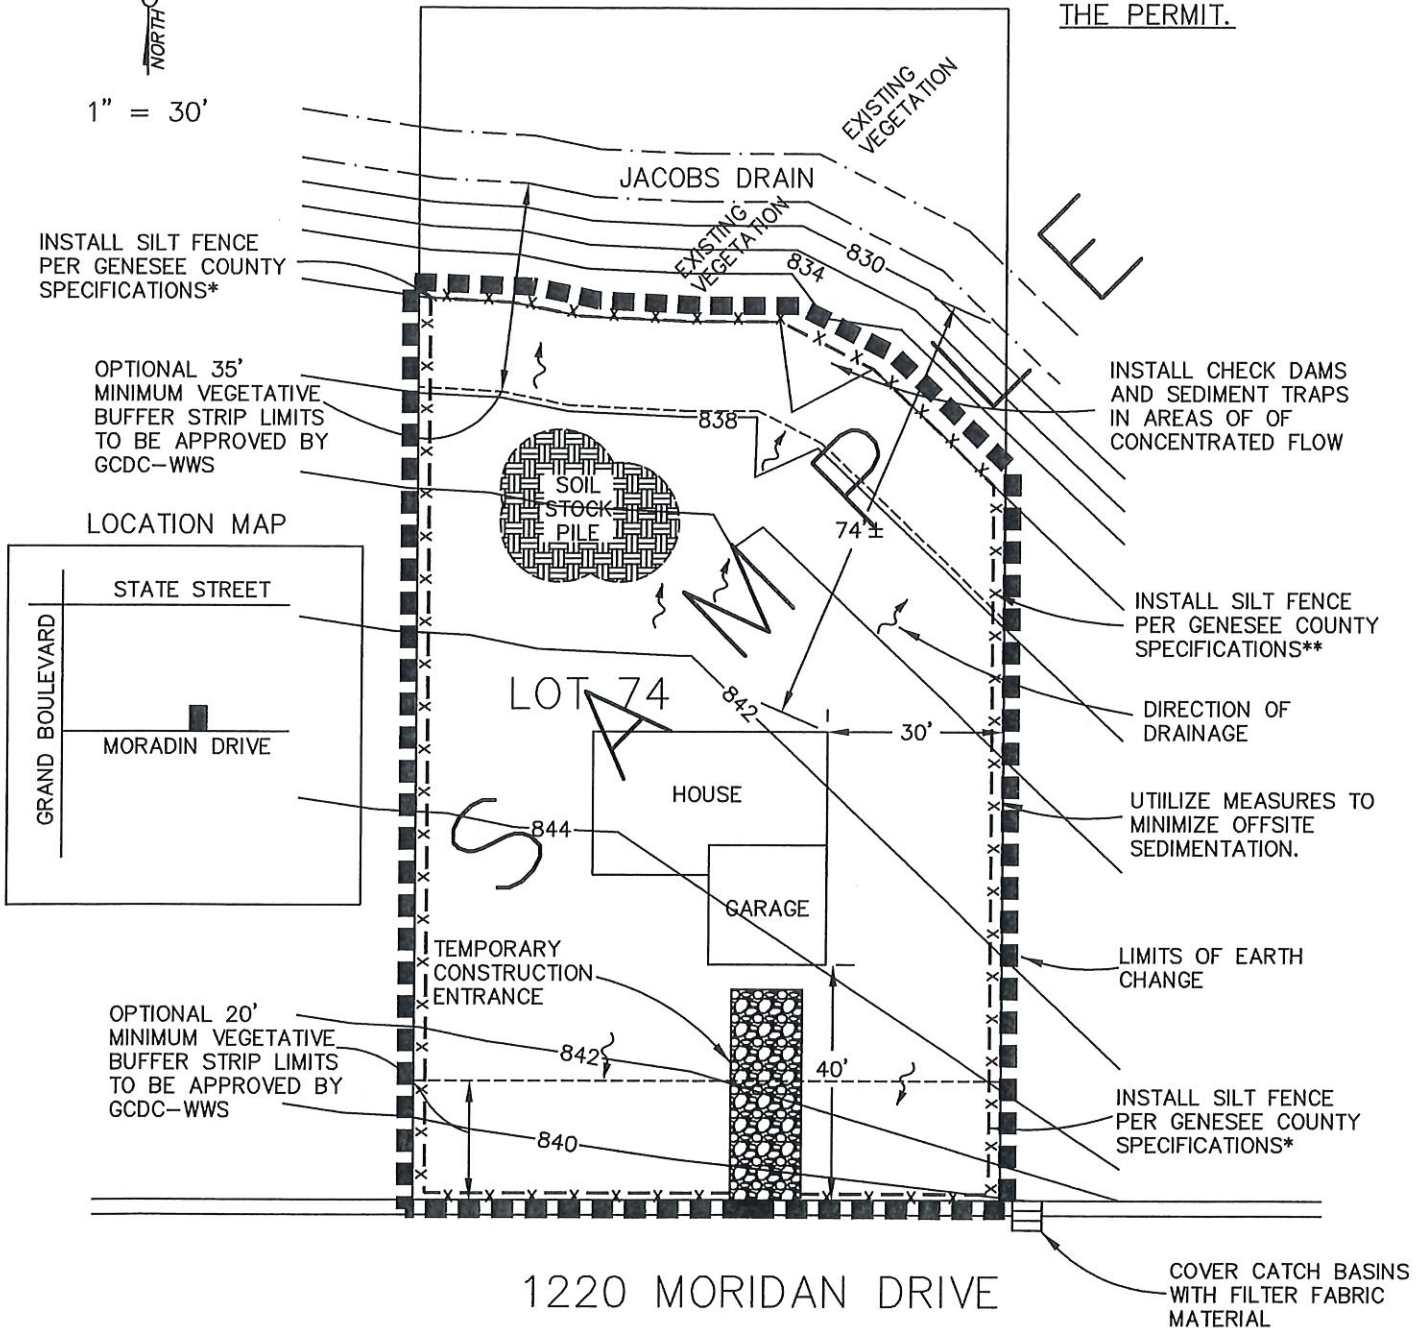 THE PERMIT.
NORTH
1" = 30'
EXISTING
VEGETATION
JACOBS DRAIN
EXISTING
VEGETATION
830
834
INSTALL SILT FENCE
PER GENESEE COUNTY
SPECIFICATIONS*
OPTIONAL 35'
MINIMUM VEGETATIVE
BUFFER STRIP LIMITS
TO BE APPROVED BY
GCDC-WWS
INSTALL CHECK DAMS
AND SEDIMENT TRAPS
IN AREAS OF OF
CONCENTRATED FLOW
838
SOIL
STOCK
PILE
74'±
LOCATION MAP
STATE STREET
GRAND BOULEVARD
MORADIN DRIVE
INSTALL SILT FENCE
PER GENESEE COUNTY
SPECIFICATIONS**
SAMPLE
LOT 74
842
30'
DIRECTION OF
DRAINAGE
HOUSE
844
UTIILIZE MEASURES TO
MINIMIZE OFFSITE
SEDIMENTATION.
GARAGE
TEMPORARY
CONSTRUCTION
ENTRANCE
LIMITS OF EARTH
CHANGE
OPTIONAL 20'
MINIMUM VEGETATIVE
BUFFER STRIP LIMITS
TO BE APPROVED BY
GCDC-WWS
842
40'
840
INSTALL SILT FENCE
PER GENESEE COUNTY
SPECIFICATIONS*
1220 MORIDAN DRIVE
COVER CATCH BASINS
WITH FILTER FABRIC
MATERIAL